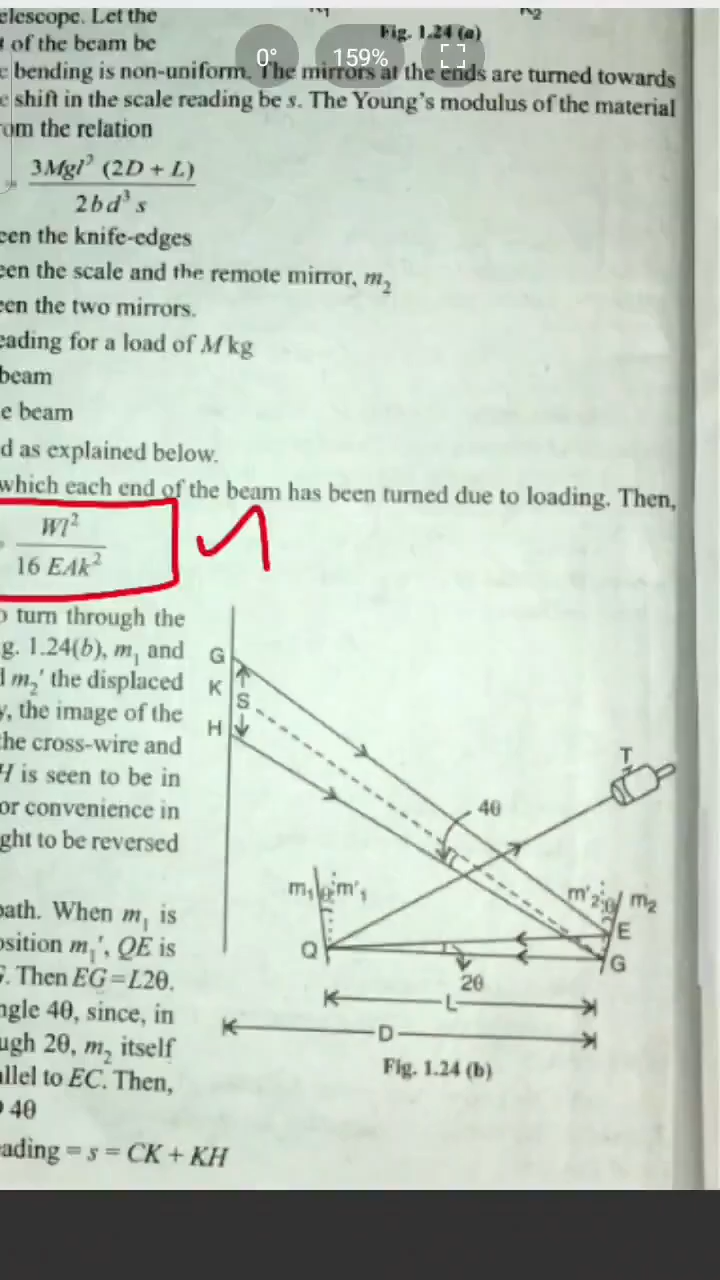 elescope. Let the
of the beam be
Fig. 1.24 (a)
0°
159%
bending is non-uniform. The mirrors at the ends are turned towards
shift in the scale reading be s. The Young's modulus of the material
om the relation
3Mgl² (2D + L)
2bd³ s
een the knife-edges
een the scale and the remote mirror, m₂
een the two mirrors.
eading for a load of M kg
beam
e beam
d as explained below.
which each end of the beam has been turned due to loading. Then,
Wl²
16 EAk²
o turn through the
g. 1.24(b), m₁ and
m₂' the displaced
y, the image of the
he cross-wire and
H is seen to be in
or convenience in
ght to be reversed
path. When m₁ is
osition m₁', QE is
G. Then EG=L2θ.
ngle 4θ, since, in
ugh 2θ, m₂ itself
allel to EC. Then,
4θ
eading = s = CK + KH
G
K
S
H
T
4θ
m₁ θ m'₁
m'₂ θ m₂
E
Q
G
2θ
L
D
Fig. 1.24 (b)